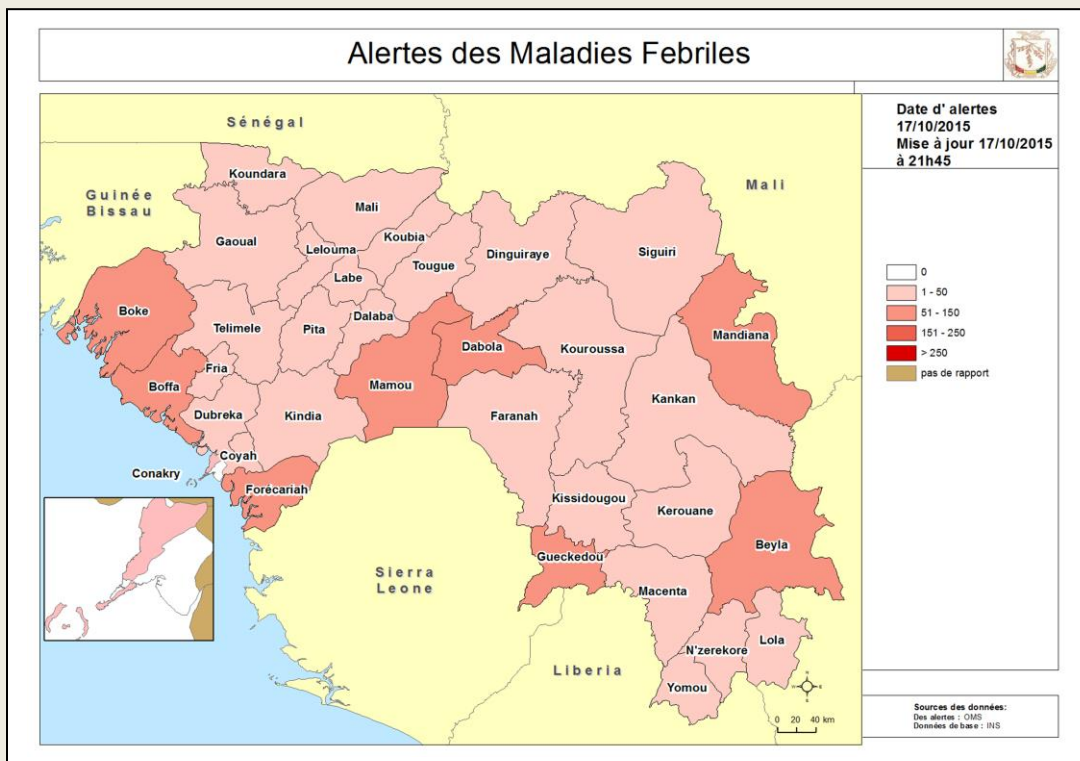 Alertes des Maladies Febriles
Date d' alertes
17/10/2015
Mise à jour 17/10/2015
à 21h45
Sénégal
Guinée
Bissau
Mali
Koundara
Mali
Gaoual
Koubia
Lelouma
Dinguiraye
Siguiri
Tougue
Labe
Boke
Telimele
Pita
Dalaba
Mandiana
Dabola
Kouroussa
Fria
Boffa
Mamou
Kankan
Dubreka
Kindia
Faranah
Coyah
Conakry
Forécariah
Kissidougou
Kerouane
Gueckedou
Beyla
Sierra
Leone
Macenta
Lola
N'zerekoré
Liberia
Yomou
N
W
E
S
0 20 40 km
0
1 - 50
51 - 150
151 - 250
> 250
pas de rapport
Sources des données:
Des alertes : OMS
Données de base : INS